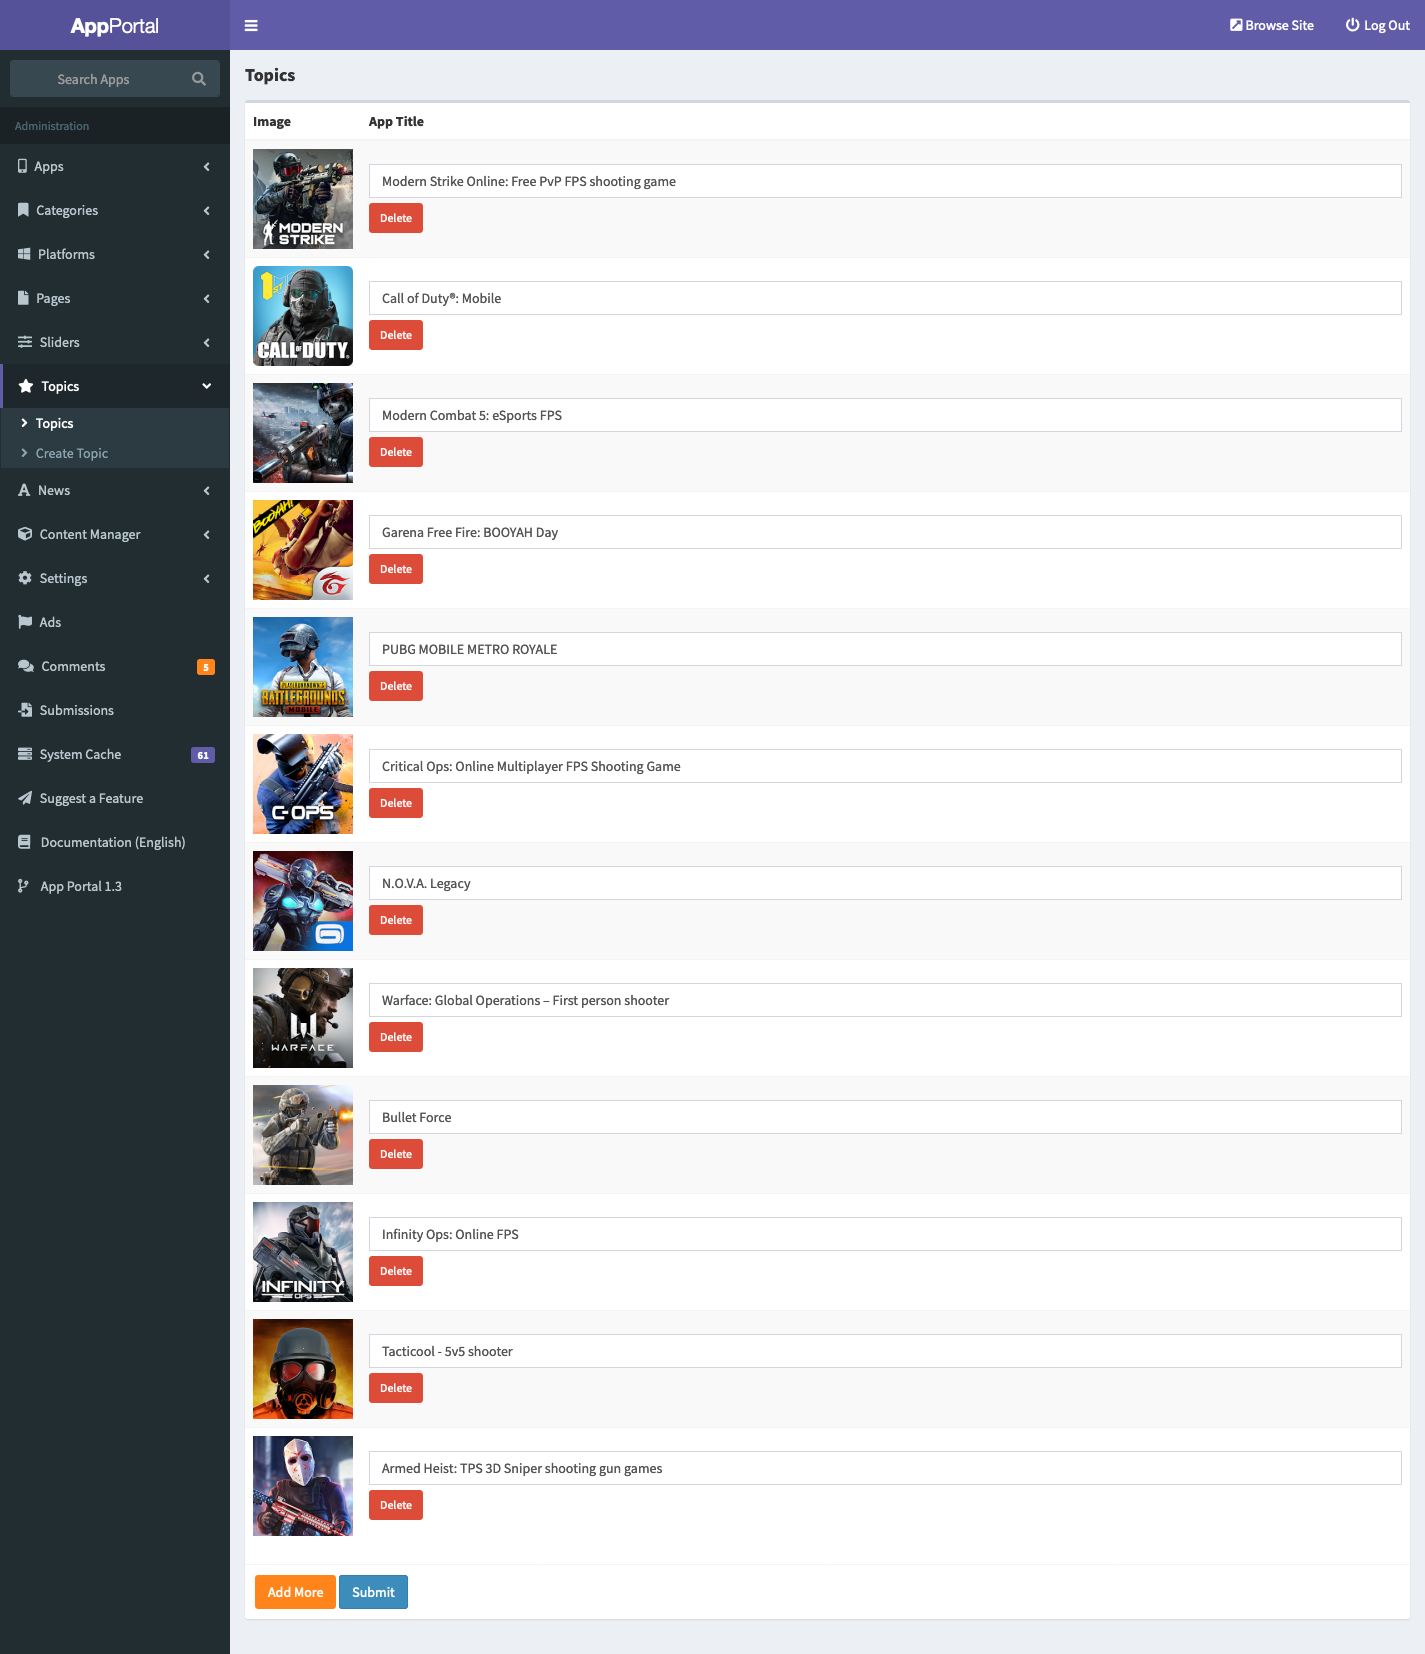 AppPortal
Browse Site
Log Out
Search Apps
Administration
Apps
Categories
Platforms
Pages
Sliders
Topics
Topics
Create Topic
News
Content Manager
Settings
Ads
Comments 5
Submissions
System Cache 61
Suggest a Feature
Documentation (English)
App Portal 1.3
Topics
Image App Title
MODERN
STRIKE
Modern Strike Online: Free PvP FPS shooting game
Delete
1ST
CALL OF DUTY®
Call of Duty®: Mobile
Delete
Modern Combat 5: eSports FPS
Delete
BOOYAH!
Garena Free Fire: BOOYAH Day
Delete
PLAYERUNKNOWN'S
BATTLEGROUNDS
MOBILE
PUBG MOBILE METRO ROYALE
Delete
C-OPS
Critical Ops: Online Multiplayer FPS Shooting Game
Delete
N.O.V.A. Legacy
Delete
WARFACE
Warface: Global Operations – First person shooter
Delete
Bullet Force
Delete
INFINITY
OPS
Infinity Ops: Online FPS
Delete
Tacticool - 5v5 shooter
Delete
Armed Heist: TPS 3D Sniper shooting gun games
Delete
Add More
Submit